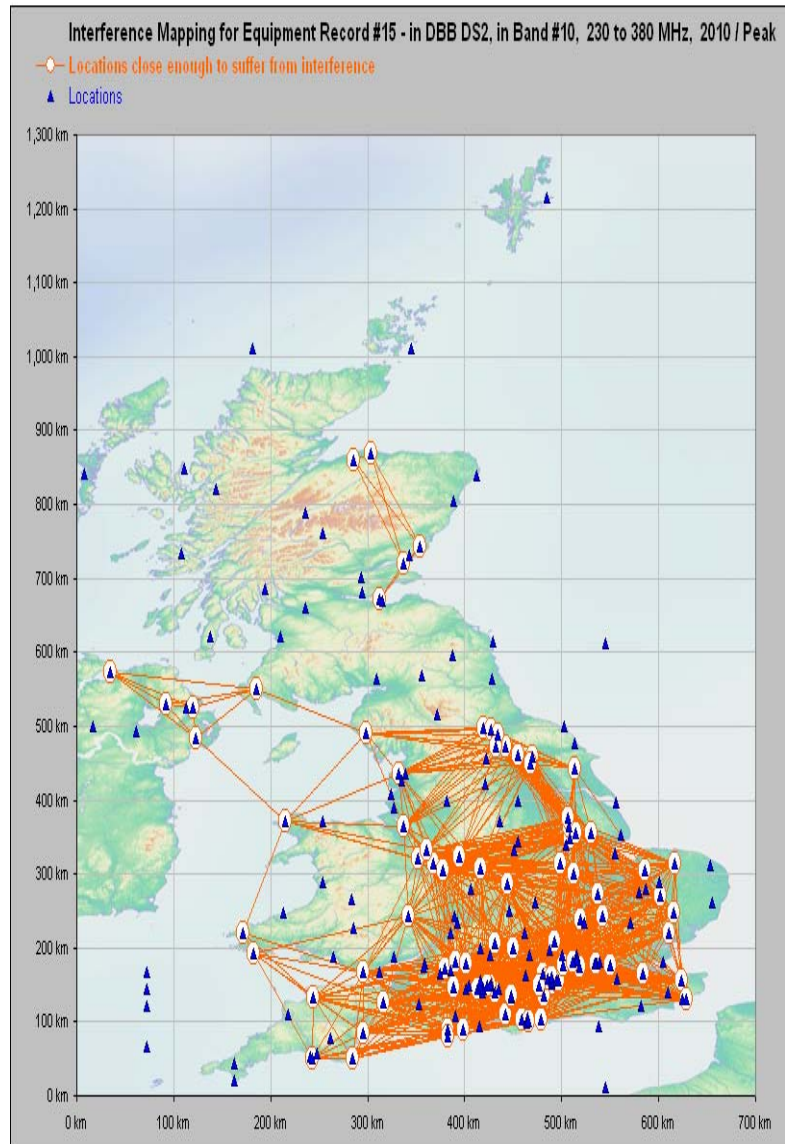 Interference Mapping for Equipment Record #15 - in DBB DS2, in Band #10, 230 to 380 MHz, 2010 / Peak
Locations close enough to suffer from interference
Locations
1,300 km
1,200 km
1,100 km
1,000 km
900 km
800 km
700 km
600 km
500 km
400 km
300 km
200 km
100 km
0 km
0 km 100 km 200 km 300 km 400 km 500 km 600 km 700 km